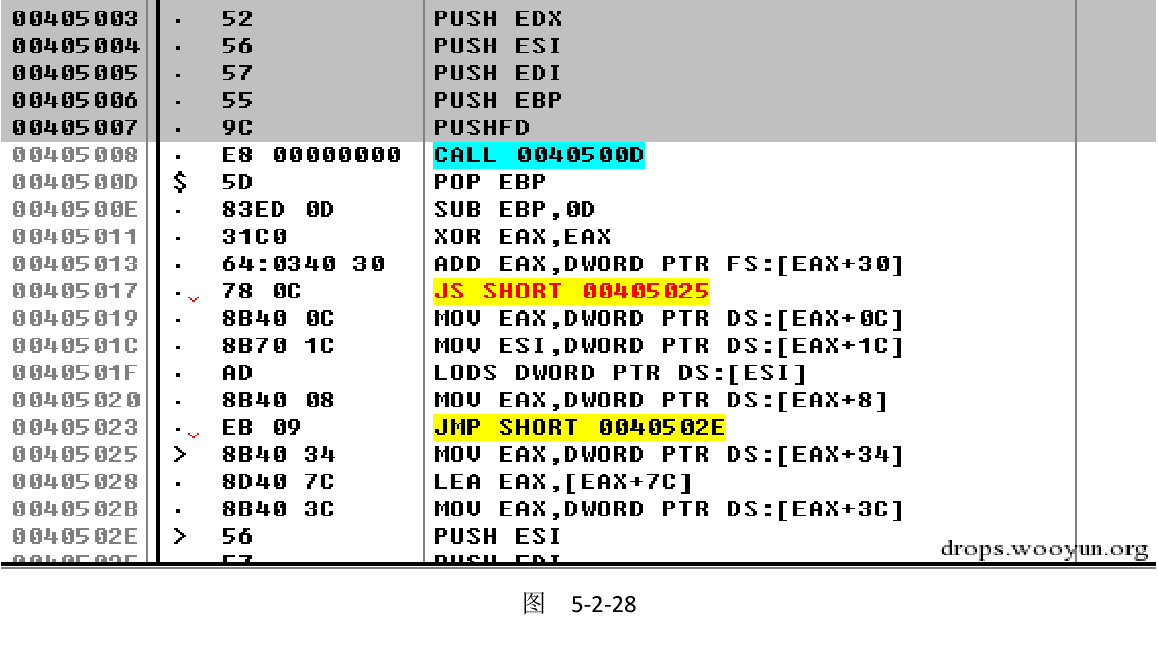 00405003 . 52 PUSH EDX
00405004 . 56 PUSH ESI
00405005 . 57 PUSH EDI
00405006 . 55 PUSH EBP
00405007 . 9C PUSHFD
00405008 . E8 00000000 CALL 0040500D
0040500D $ 5D POP EBP
0040500E . 83ED 0D SUB EBP,0D
00405011 . 31C0 XOR EAX,EAX
00405013 . 64:0340 30 ADD EAX,DWORD PTR FS:[EAX+30]
00405017 . 78 0C JS SHORT 00405025
00405019 . 8B40 0C MOV EAX,DWORD PTR DS:[EAX+0C]
0040501C . 8B70 1C MOV ESI,DWORD PTR DS:[EAX+1C]
0040501F . AD LODS DWORD PTR DS:[ESI]
00405020 . 8B40 08 MOV EAX,DWORD PTR DS:[EAX+8]
00405023 . EB 09 JMP SHORT 0040502E
00405025 > 8B40 34 MOV EAX,DWORD PTR DS:[EAX+34]
00405028 . 8D40 7C LEA EAX,[EAX+7C]
0040502B . 8B40 3C MOV EAX,DWORD PTR DS:[EAX+3C]
0040502E > 56 PUSH ESI
drops.wooyun.org
图 5-2-28